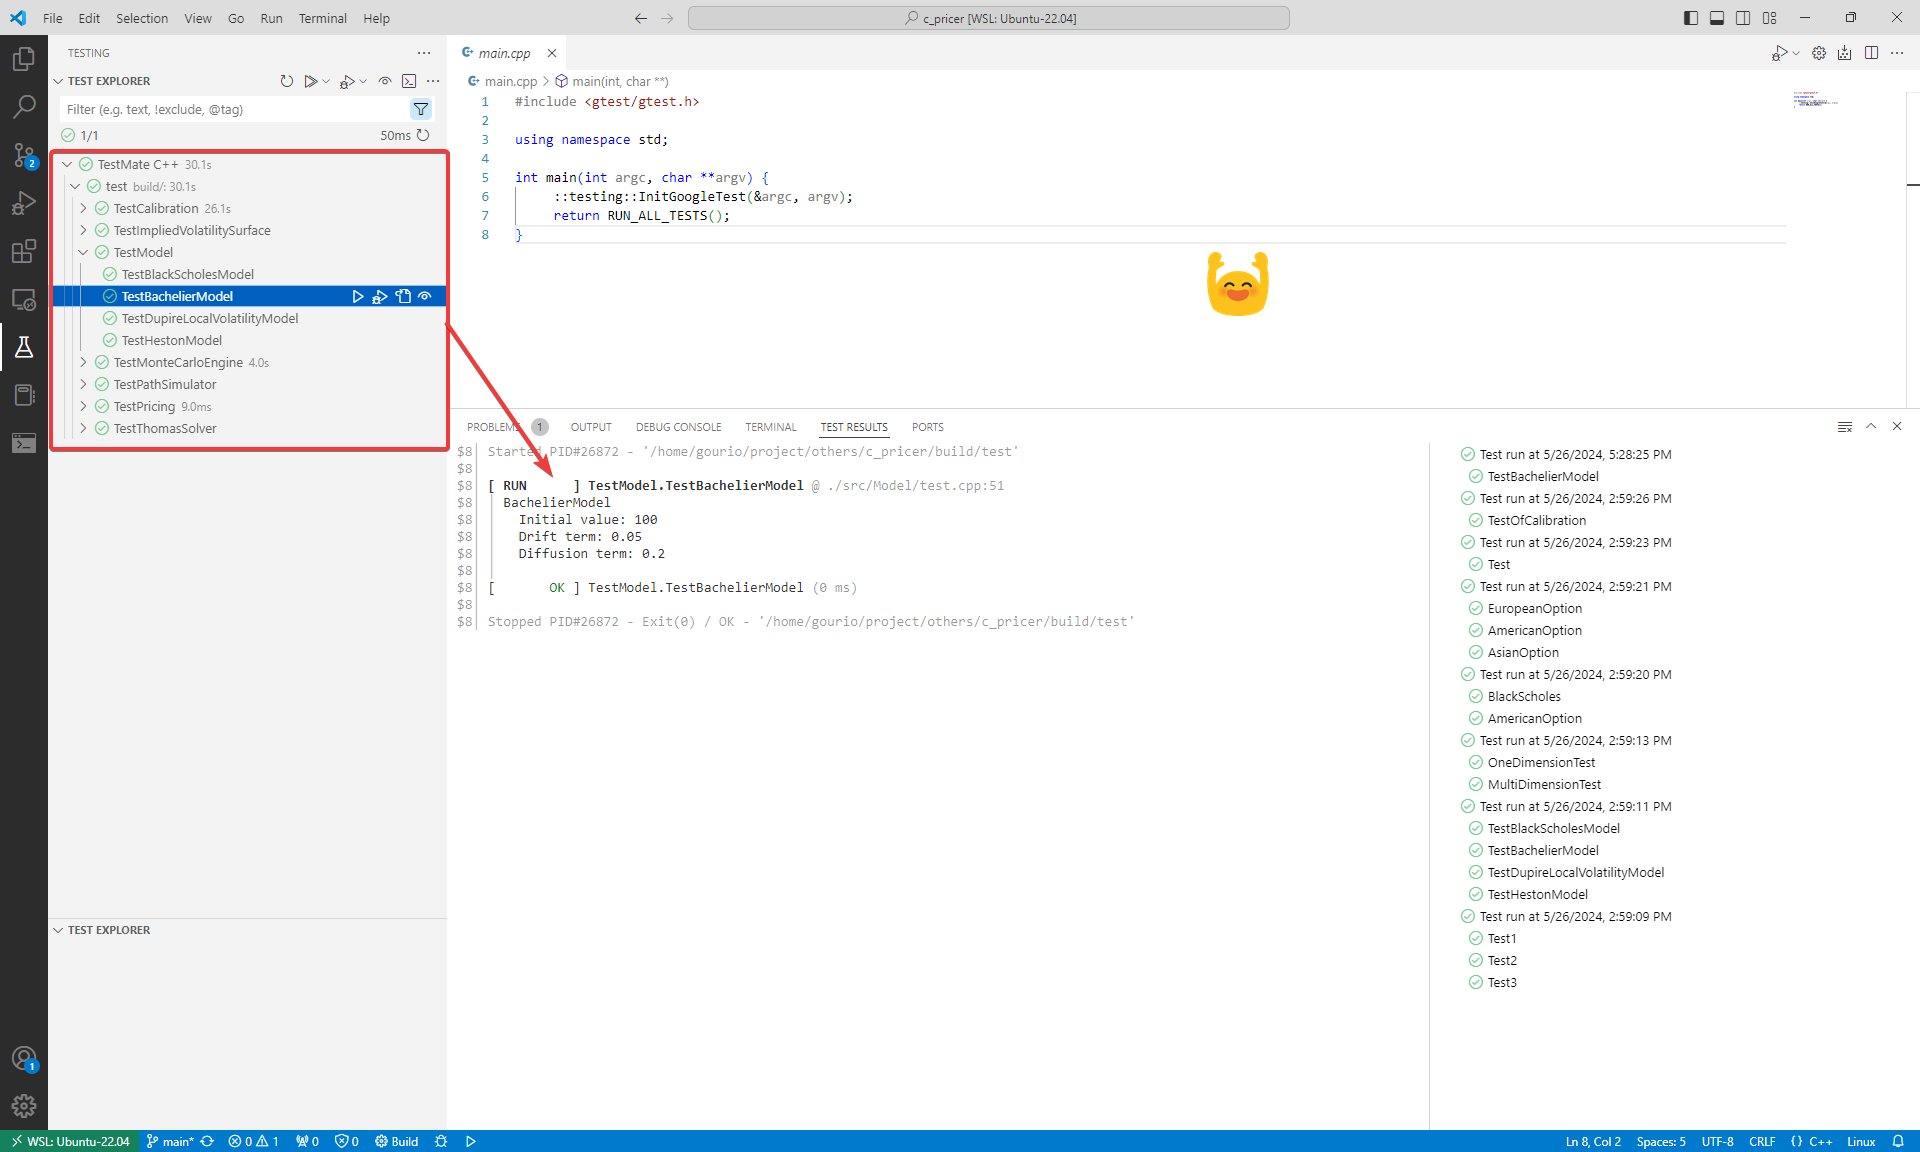 File Edit Selection View Go Run Terminal Help
c_pricer [WSL: Ubuntu-22.04]
TESTING
TEST EXPLORER
Filter (e.g. text, !exclude, @tag)
1/1 50ms
TestMate C++ 30.1s
test build/: 30.1s
TestCalibration 26.1s
TestImpliedVolatilitySurface
TestModel
TestBlackScholesModel
TestBachelierModel
TestDupireLocalVolatilityModel
TestHestonModel
TestMonteCarloEngine 4.0s
TestPathSimulator
TestPricing 9.0ms
TestThomasSolver
TEST EXPLORER
2
1
main.cpp
main.cpp > main(int, char **)
1 #include <gtest/gtest.h>
2
3 using namespace std;
4
5 int main(int argc, char **argv) {
6 ::testing::InitGoogleTest(&argc, argv);
7 return RUN_ALL_TESTS();
8 }
PROBLEMS 1 OUTPUT DEBUG CONSOLE TERMINAL TEST RESULTS PORTS
$8 Started PID#26872 - '/home/gourio/project/others/c_pricer/build/test'
$8
$8 [ RUN ] TestModel.TestBachelierModel @ ./src/Model/test.cpp:51
$8 BachelierModel
$8 Initial value: 100
$8 Drift term: 0.05
$8 Diffusion term: 0.2
$8
$8 [ OK ] TestModel.TestBachelierModel (0 ms)
$8
$8 Stopped PID#26872 - Exit(0) / OK - '/home/gourio/project/others/c_pricer/build/test'
Test run at 5/26/2024, 5:28:25 PM
TestBachelierModel
Test run at 5/26/2024, 2:59:26 PM
TestOfCalibration
Test run at 5/26/2024, 2:59:23 PM
Test
Test run at 5/26/2024, 2:59:21 PM
EuropeanOption
AmericanOption
AsianOption
Test run at 5/26/2024, 2:59:20 PM
BlackScholes
AmericanOption
Test run at 5/26/2024, 2:59:13 PM
OneDimensionTest
MultiDimensionTest
Test run at 5/26/2024, 2:59:11 PM
TestBlackScholesModel
TestBachelierModel
TestDupireLocalVolatilityModel
TestHestonModel
Test run at 5/26/2024, 2:59:09 PM
Test1
Test2
Test3
WSL: Ubuntu-22.04 main* 0 1 0 0 Build Ln 8, Col 2 Spaces: 5 UTF-8 CRLF {} C++ Linux